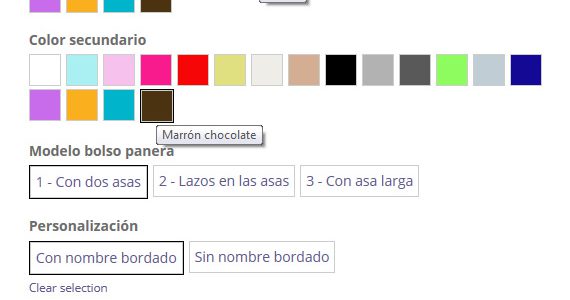 Color secundario
Marrón chocolate
Modelo bolso panera
1 - Con dos asas
2 - Lazos en las asas
3 - Con asa larga
Personalización
Con nombre bordado
Sin nombre bordado
Clear selection